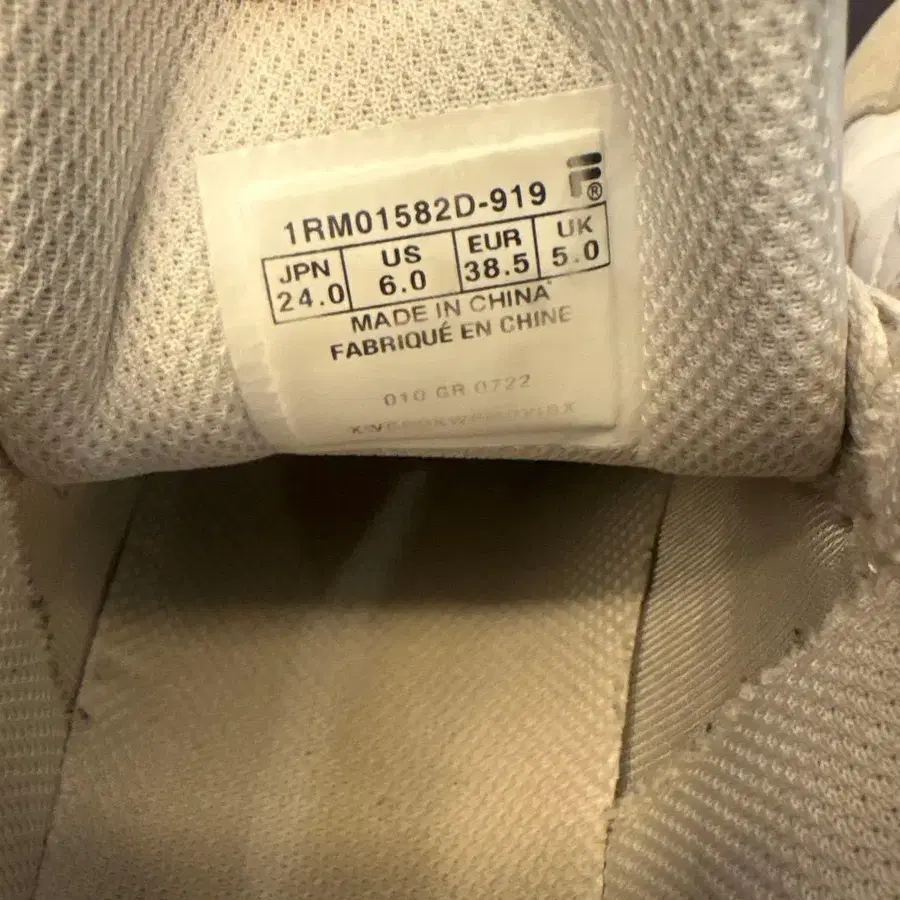 1RM01582D-919
JPN US EUR UK
24.0 6.0 38.5 5.0
MADE IN CHINA
FABRIQUÉ EN CHINE
010 GR 0722